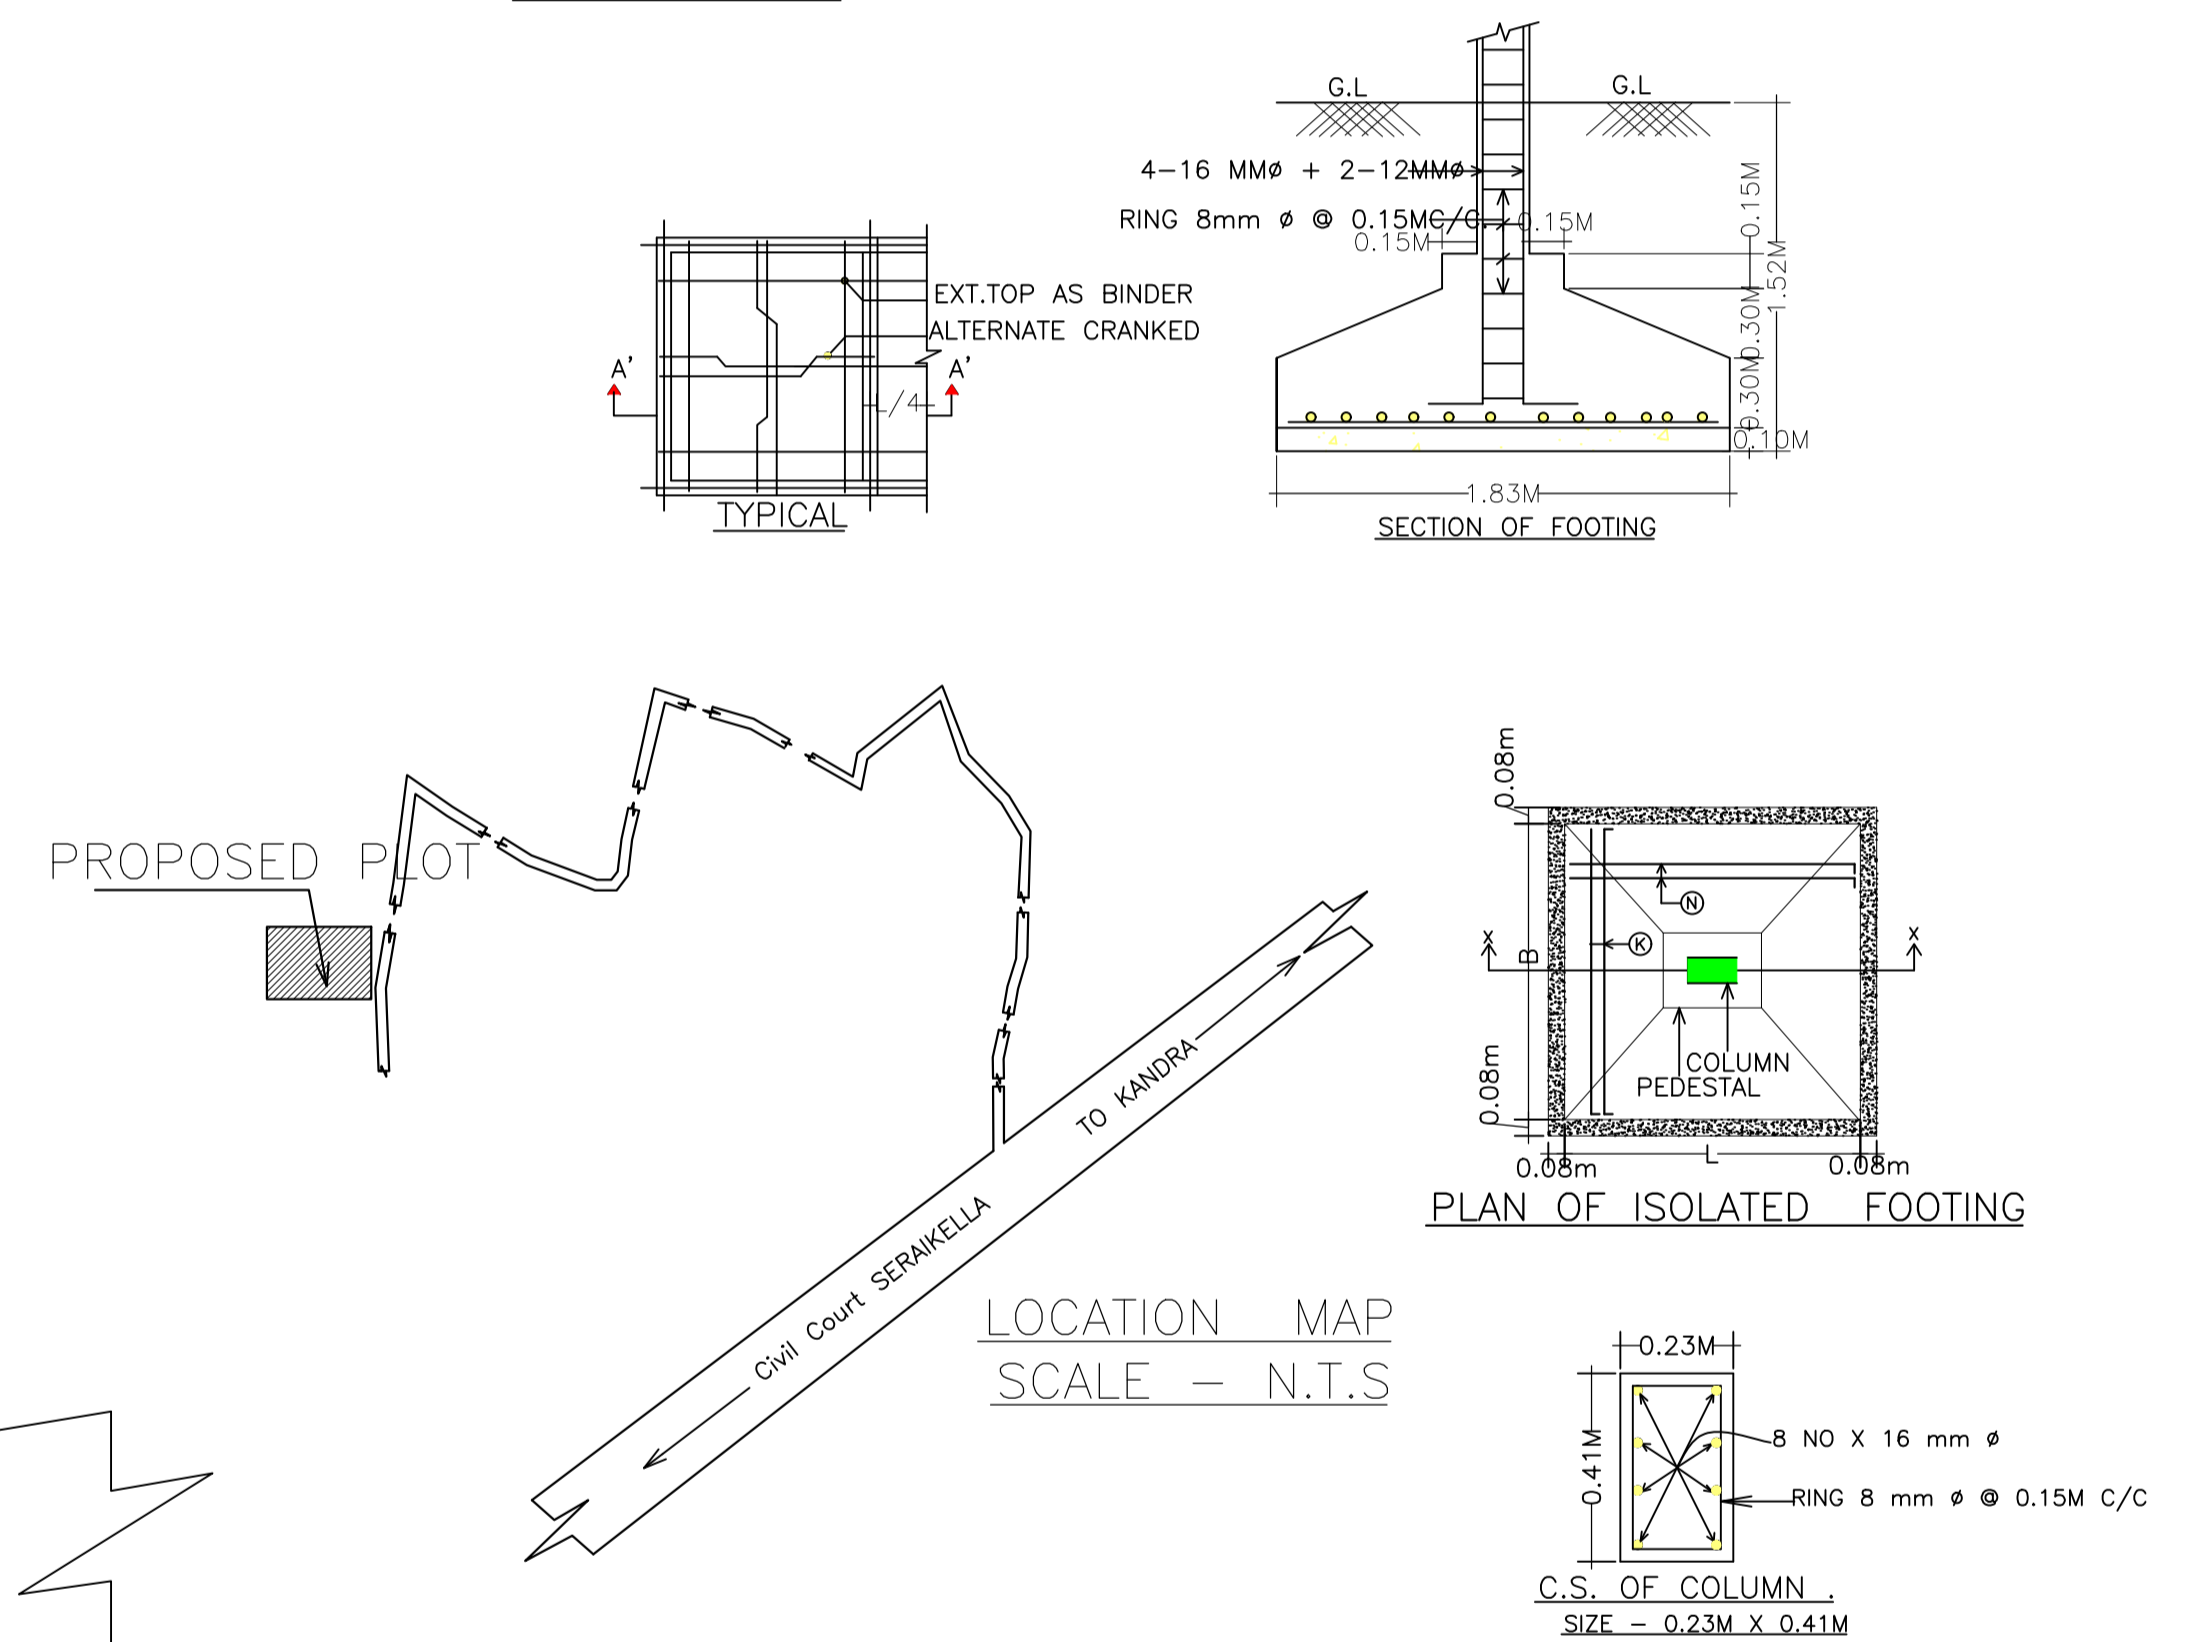 G.L
G.L
4-16 MMø + 2-12MMø
RING 8mm ø @ 0.15MC/C.
0.15M
0.15M
0.15M
1.52M
0.30M
0.30M
0.10M
1.83M
SECTION OF FOOTING
EXT.TOP AS BINDER
ALTERNATE CRANKED
A'
A'
L/4
TYPICAL
PROPOSED PLOT
TO KANDRA
Civil Court SERAIKELLA
LOCATION MAP
SCALE - N.T.S
0.08m
N
K
x
x
B
COLUMN
PEDESTAL
0.08m
0.08m
L
0.08m
PLAN OF ISOLATED FOOTING
0.23M
0.41M
8 NO X 16 mm ø
RING 8 mm ø @ 0.15M C/C
C.S. OF COLUMN .
SIZE - 0.23M X 0.41M